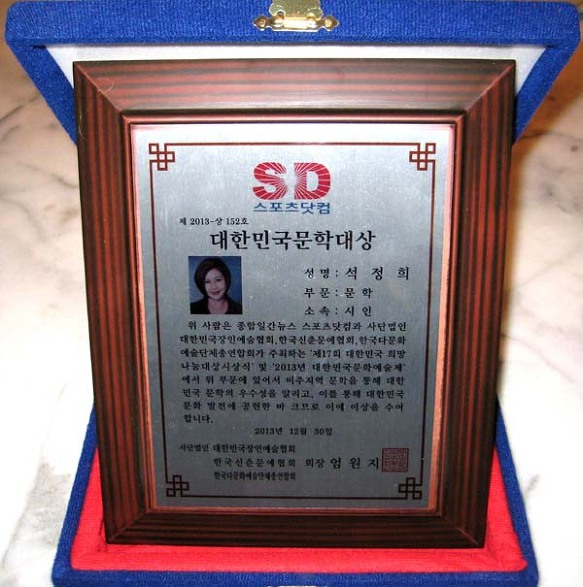 SD
스포츠닷컴
제 2013-상 152호
대한민국문학대상
성 명 : 석 정 희
부 문 : 문 학
소 속 : 시 인
위 사람은 종합일간뉴스 스포츠닷컴과 사단법인
대한민국장인예술협회,한국신춘문예협회,한국다문화
예술단체총연합회가 주최하는 '제17회 대한민국 희망
나눔대상시상식' 및 '2013년 대한민국문화예술제'
에서 위 부문에 있어서 미주지역 문학을 통해 대한
민국 문학의 우수성을 알리고, 이를 통해 대한민국
문화 발전에 공헌한 바 크므로 이에 이상을 수여
합니다.
2013년 12월 30일
사단법인 대한민국장인예술협회
한국신춘문예협회 회장 엄 원 지
한국다문화예술단체총연합회